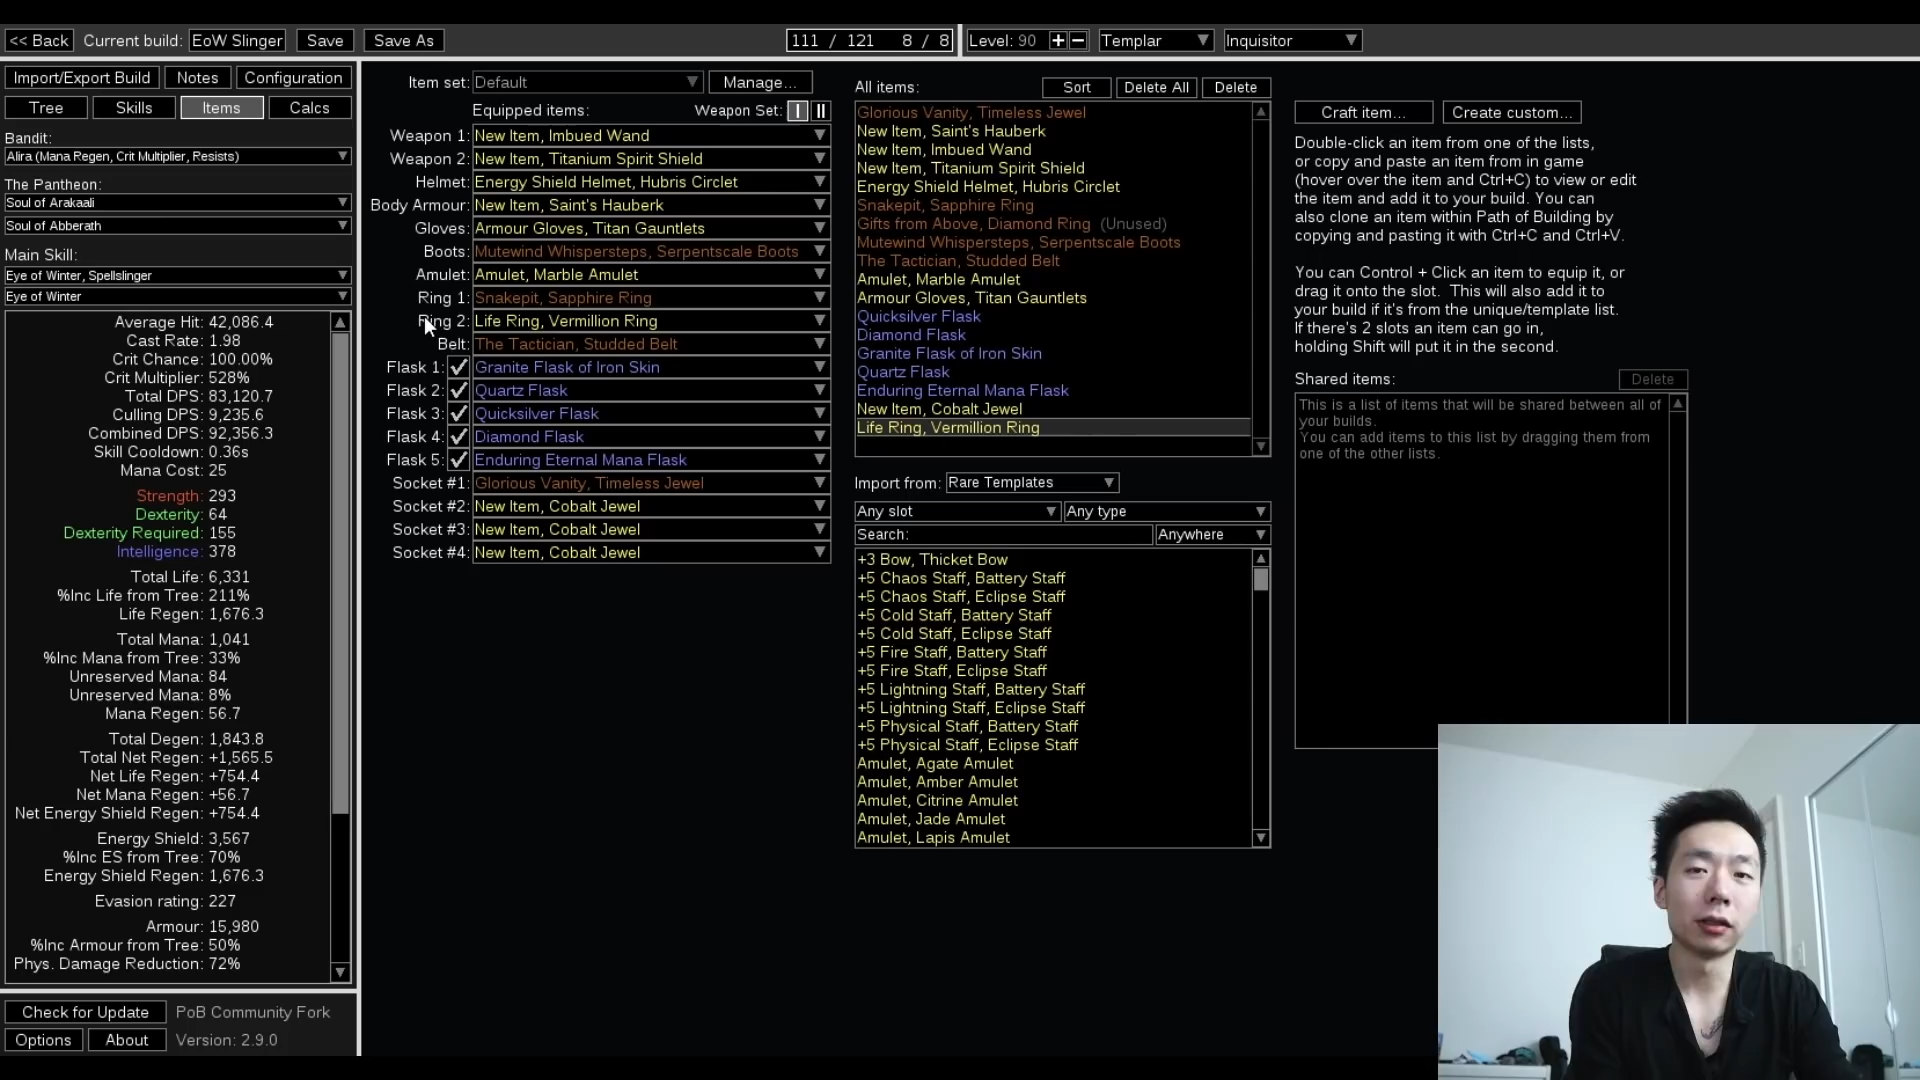 << Back Current build: EoW Slinger Save Save As 111 / 121 8 / 8 Level: 90 + - Templar Inquisitor
Import/Export Build Notes Configuration
Tree Skills Items Calcs
Bandit:
Alira (Mana Regen, Crit Multiplier, Resists)
The Pantheon:
Soul of Arakaali
Soul of Abberath
Main Skill:
Eye of Winter, Spellslinger
Eye of Winter
Average Hit: 42,086.4
Cast Rate: 1.98
Crit Chance: 100.00%
Crit Multiplier: 528%
Total DPS: 83,120.7
Culling DPS: 9,235.6
Combined DPS: 92,356.3
Skill Cooldown: 0.36s
Mana Cost: 25
Strength: 293
Dexterity: 64
Dexterity Required: 155
Intelligence: 378
Total Life: 6,331
%Inc Life from Tree: 211%
Life Regen: 1,676.3
Total Mana: 1,041
%Inc Mana from Tree: 33%
Unreserved Mana: 84
Unreserved Mana: 8%
Mana Regen: 56.7
Total Degen: 1,843.8
Total Net Regen: +1,565.5
Net Life Regen: +754.4
Net Mana Regen: +56.7
Net Energy Shield Regen: +754.4
Energy Shield: 3,567
%Inc ES from Tree: 70%
Energy Shield Regen: 1,676.3
Evasion rating: 227
Armour: 15,980
%Inc Armour from Tree: 50%
Phys. Damage Reduction: 72%
Check for Update PoB Community Fork
Options About Version: 2.9.0
Item set: Default Manage...
Equipped items: Weapon Set: I II
Weapon 1: New Item, Imbued Wand
Weapon 2: New Item, Titanium Spirit Shield
Helmet: Energy Shield Helmet, Hubris Circlet
Body Armour: New Item, Saint's Hauberk
Gloves: Armour Gloves, Titan Gauntlets
Boots: Mutewind Whispersteps, Serpentscale Boots
Amulet: Amulet, Marble Amulet
Ring 1: Snakepit, Sapphire Ring
Ring 2: Life Ring, Vermillion Ring
Belt: The Tactician, Studded Belt
Flask 1: Granite Flask of Iron Skin
Flask 2: Quartz Flask
Flask 3: Quicksilver Flask
Flask 4: Diamond Flask
Flask 5: Enduring Eternal Mana Flask
Socket #1: Glorious Vanity, Timeless Jewel
Socket #2: New Item, Cobalt Jewel
Socket #3: New Item, Cobalt Jewel
Socket #4: New Item, Cobalt Jewel
All items: Sort Delete All Delete
Glorious Vanity, Timeless Jewel
New Item, Saint's Hauberk
New Item, Imbued Wand
New Item, Titanium Spirit Shield
Energy Shield Helmet, Hubris Circlet
Snakepit, Sapphire Ring
Gifts from Above, Diamond Ring (Unused)
Mutewind Whispersteps, Serpentscale Boots
The Tactician, Studded Belt
Amulet, Marble Amulet
Armour Gloves, Titan Gauntlets
Quicksilver Flask
Diamond Flask
Granite Flask of Iron Skin
Quartz Flask
Enduring Eternal Mana Flask
New Item, Cobalt Jewel
Life Ring, Vermillion Ring
Import from: Rare Templates
Any slot Any type
Search: Anywhere
+3 Bow, Thicket Bow
+5 Chaos Staff, Battery Staff
+5 Chaos Staff, Eclipse Staff
+5 Cold Staff, Battery Staff
+5 Cold Staff, Eclipse Staff
+5 Fire Staff, Battery Staff
+5 Fire Staff, Eclipse Staff
+5 Lightning Staff, Battery Staff
+5 Lightning Staff, Eclipse Staff
+5 Physical Staff, Battery Staff
+5 Physical Staff, Eclipse Staff
Amulet, Agate Amulet
Amulet, Amber Amulet
Amulet, Citrine Amulet
Amulet, Jade Amulet
Amulet, Lapis Amulet
Craft item... Create custom...
Double-click an item from one of the lists,
or copy and paste an item from in game
(hover over the item and Ctrl+C) to view or edit
the item and add it to your build. You can
also clone an item within Path of Building by
copying and pasting it with Ctrl+C and Ctrl+V.
You can Control + Click an item to equip it, or
drag it onto the slot. This will also add it to
your build if it's from the unique/template list.
If there's 2 slots an item can go in,
holding Shift will put it in the second.
Shared items: Delete
This is a list of items that will be shared between all of
your builds.
You can add items to this list by dragging them from
one of the other lists.